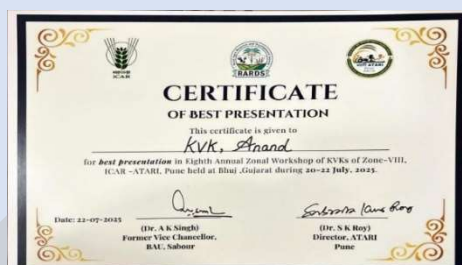 ICAR
RARDS
CERTIFICATE
OF BEST PRESENTATION
This certificate is given to
KVK, Anand
for best presentation in Eighth Annual Zonal Workshop of KVKs of Zone-VIII,
ICAR -ATARI, Pune held at Bhuj ,Gujarat during 20-22 July, 2025.
Date: 22-07-2025
(Dr. A K Singh)
Former Vice Chancellor,
BAU, Sabour
(Dr. S K Roy)
Director, ATARI
Pune